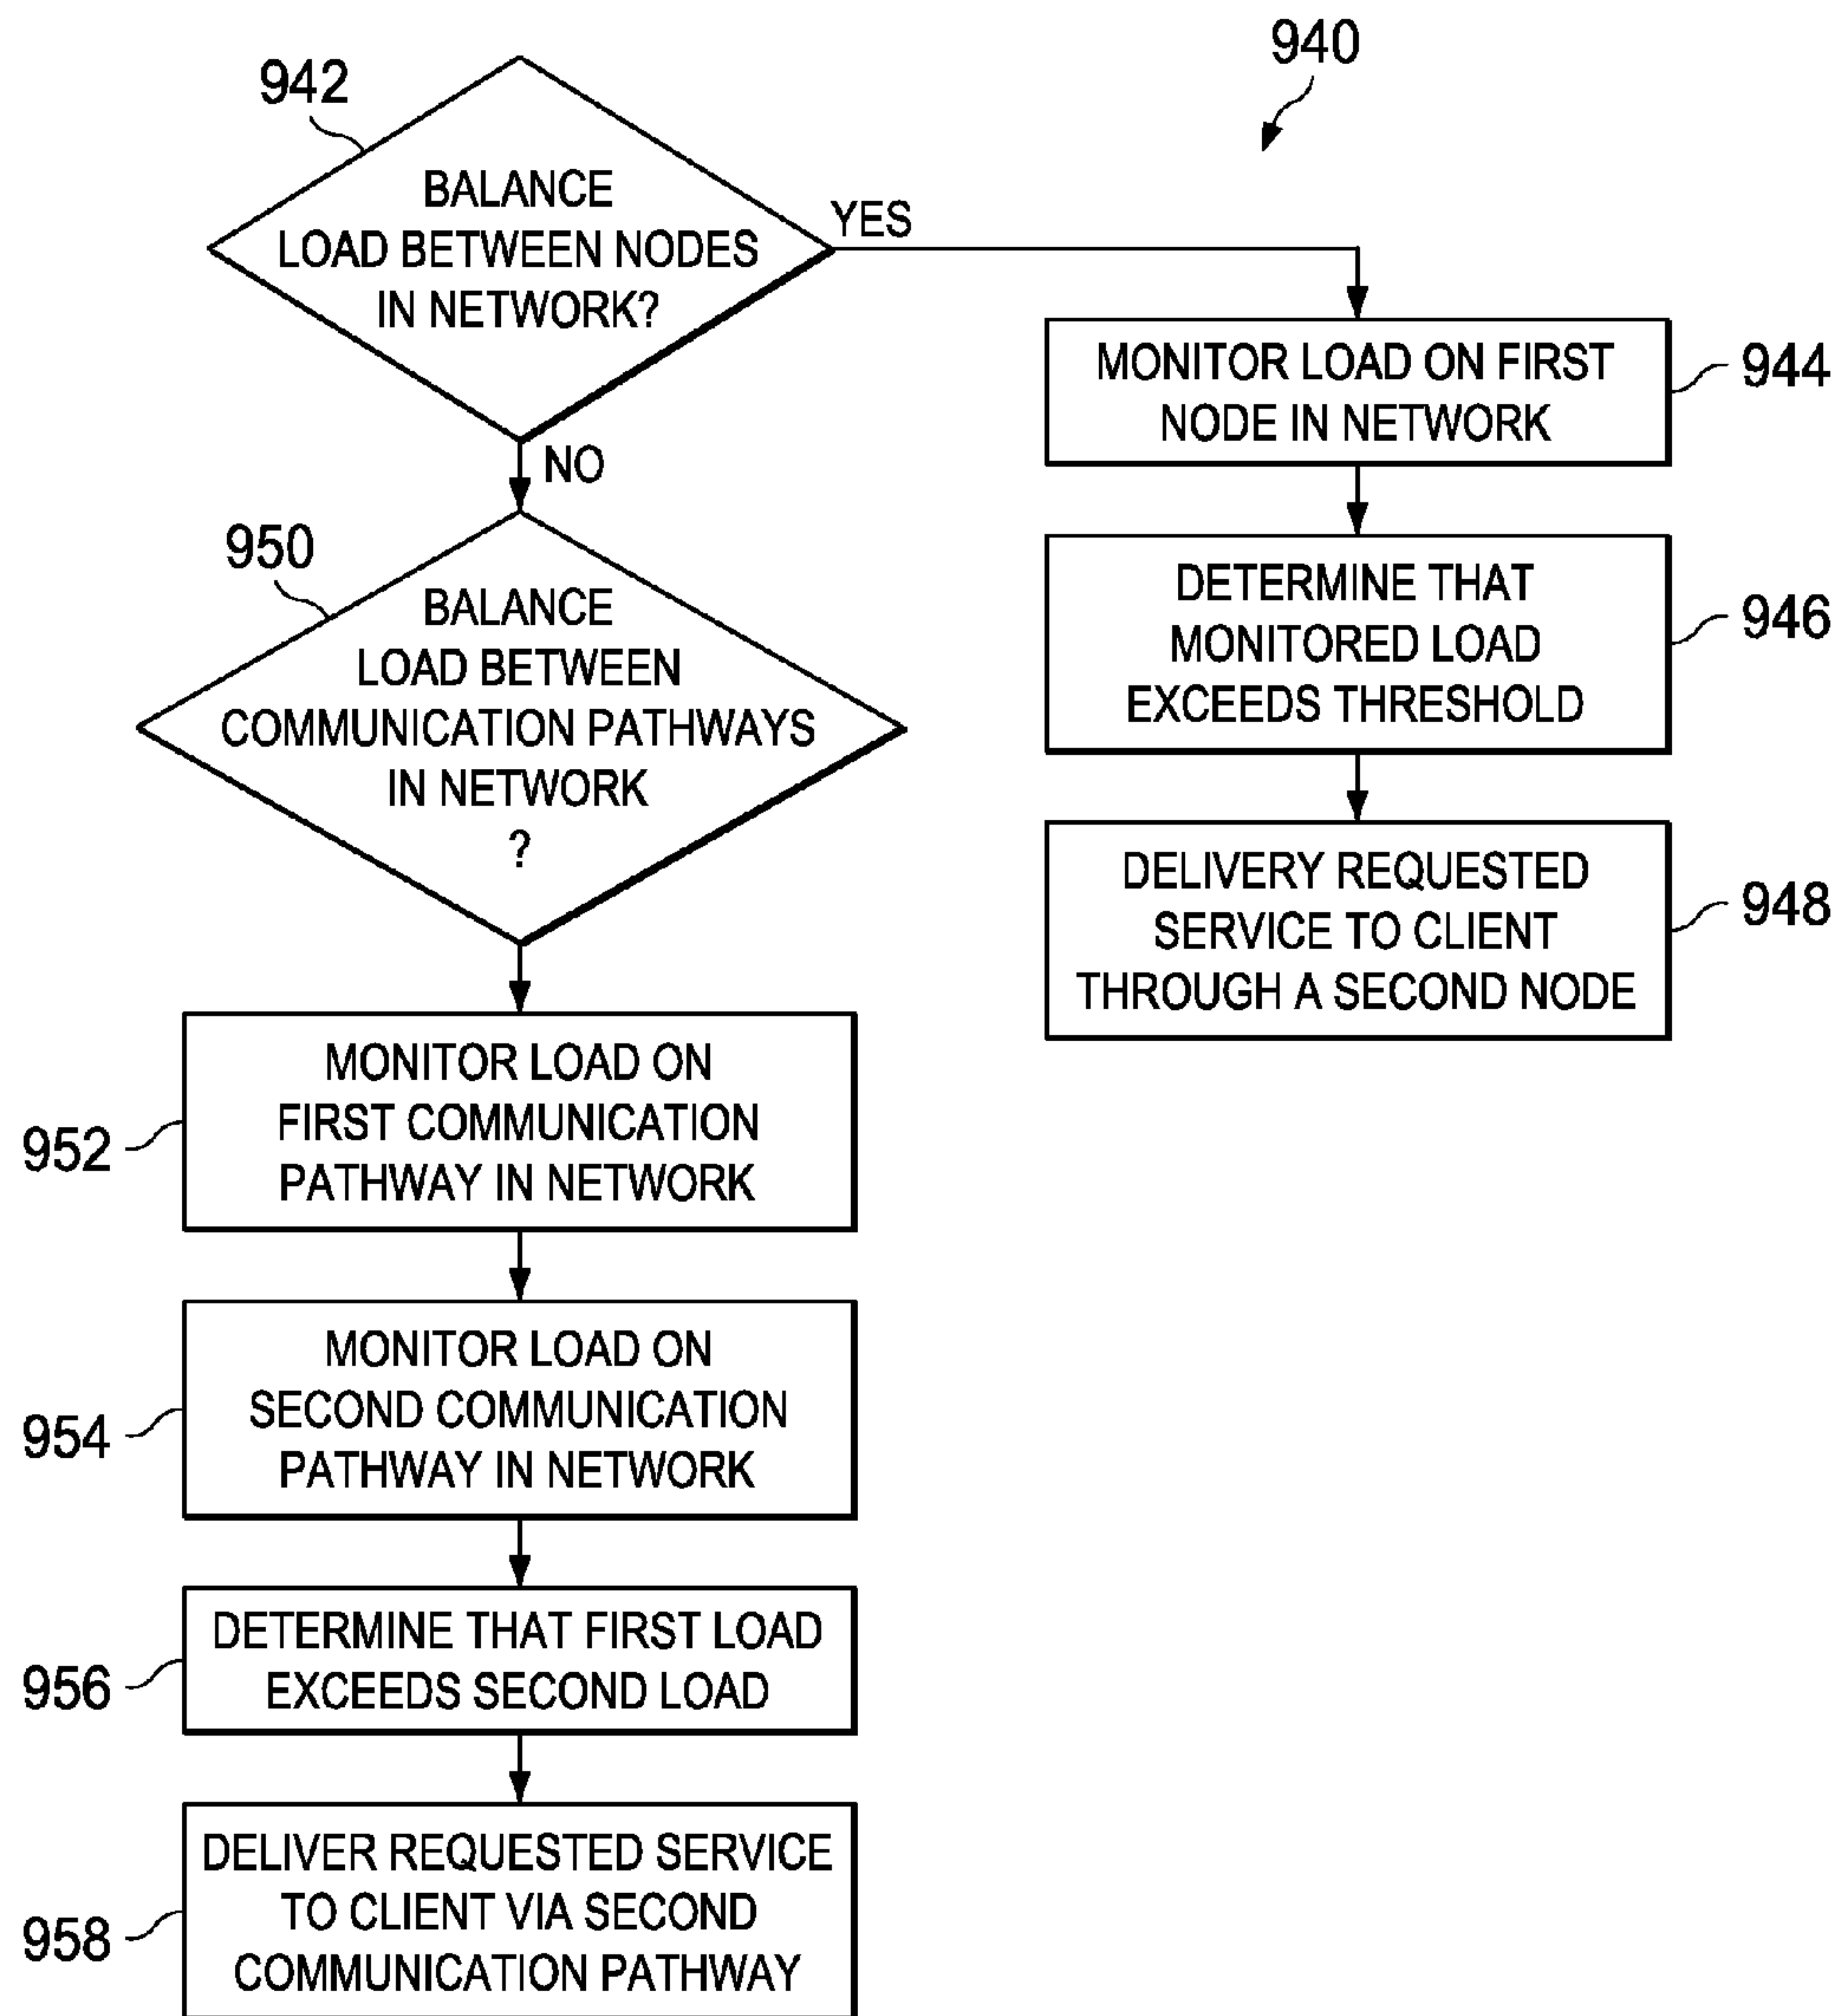 940
942
BALANCE
LOAD BETWEEN NODES
IN NETWORK?
YES
NO
944
MONITOR LOAD ON FIRST
NODE IN NETWORK
946
DETERMINE THAT
MONITORED LOAD
EXCEEDS THRESHOLD
948
DELIVERY REQUESTED
SERVICE TO CLIENT
THROUGH A SECOND NODE
950
BALANCE
LOAD BETWEEN
COMMUNICATION PATHWAYS
IN NETWORK
?
952
MONITOR LOAD ON
FIRST COMMUNICATION
PATHWAY IN NETWORK
954
MONITOR LOAD ON
SECOND COMMUNICATION
PATHWAY IN NETWORK
956
DETERMINE THAT FIRST LOAD
EXCEEDS SECOND LOAD
958
DELIVER REQUESTED SERVICE
TO CLIENT VIA SECOND
COMMUNICATION PATHWAY